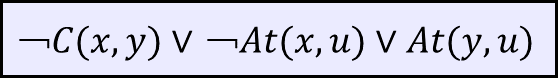 ¬C(x, y) ∨ ¬At(x, u) ∨ At(y, u)